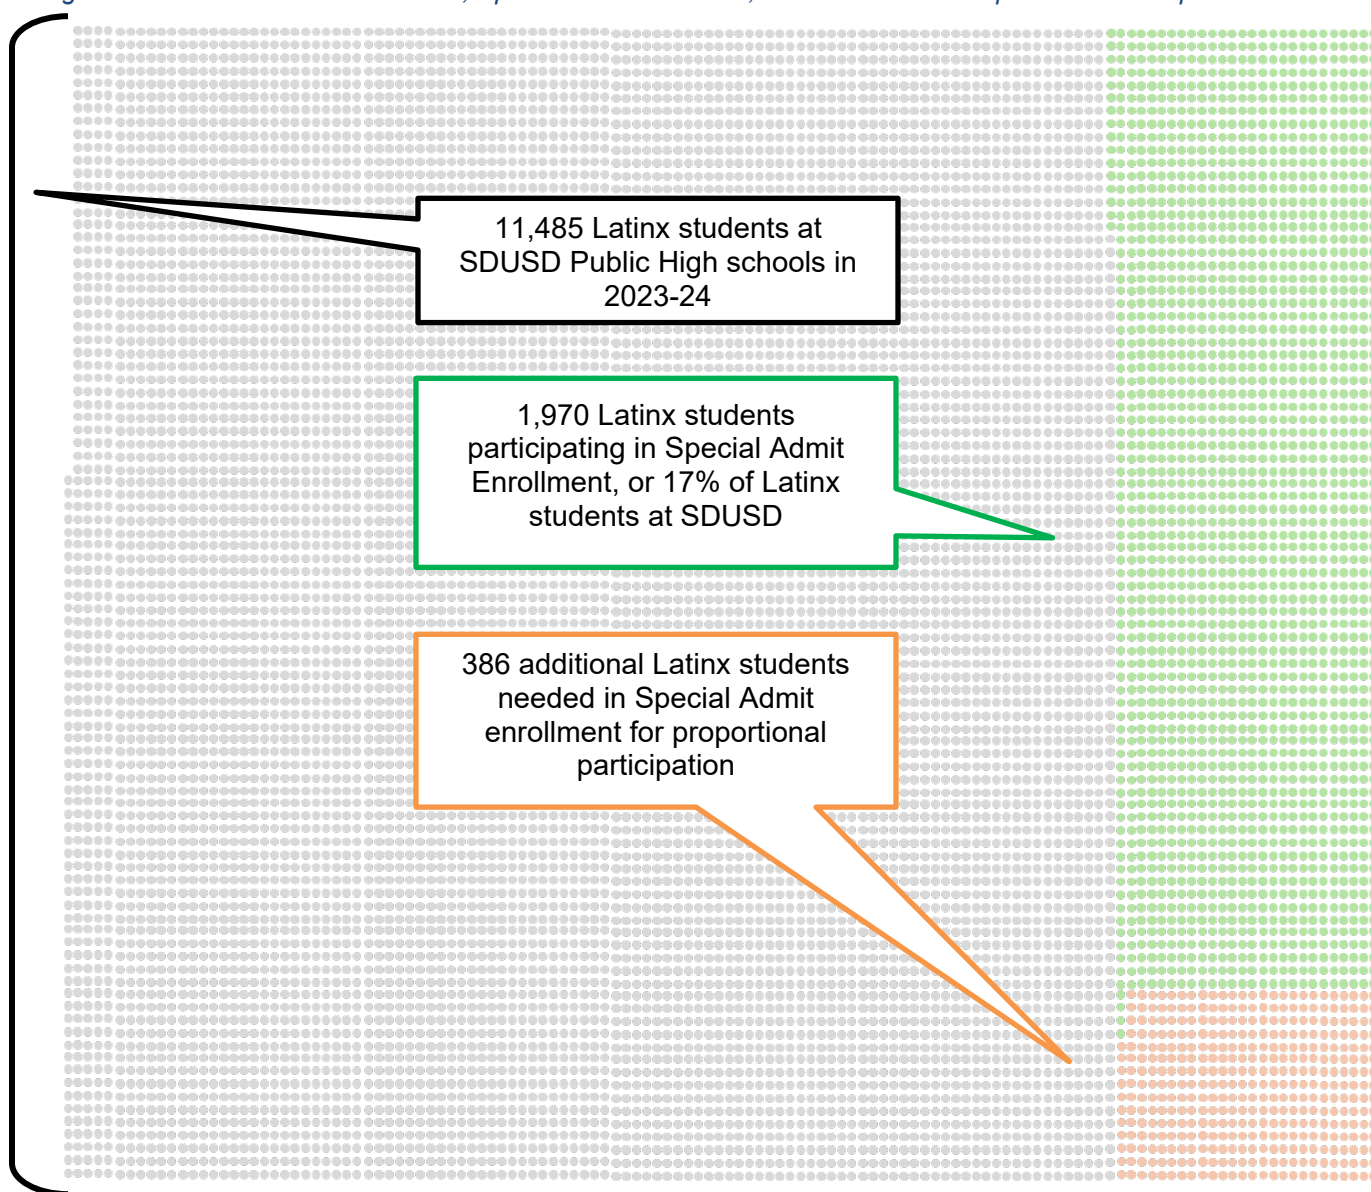 11,485 Latinx students at
SDUSD Public High schools in
2023-24
1,970 Latinx students
participating in Special Admit
Enrollment, or 17% of Latinx
students at SDUSD
386 additional Latinx students
needed in Special Admit
enrollment for proportional
participation